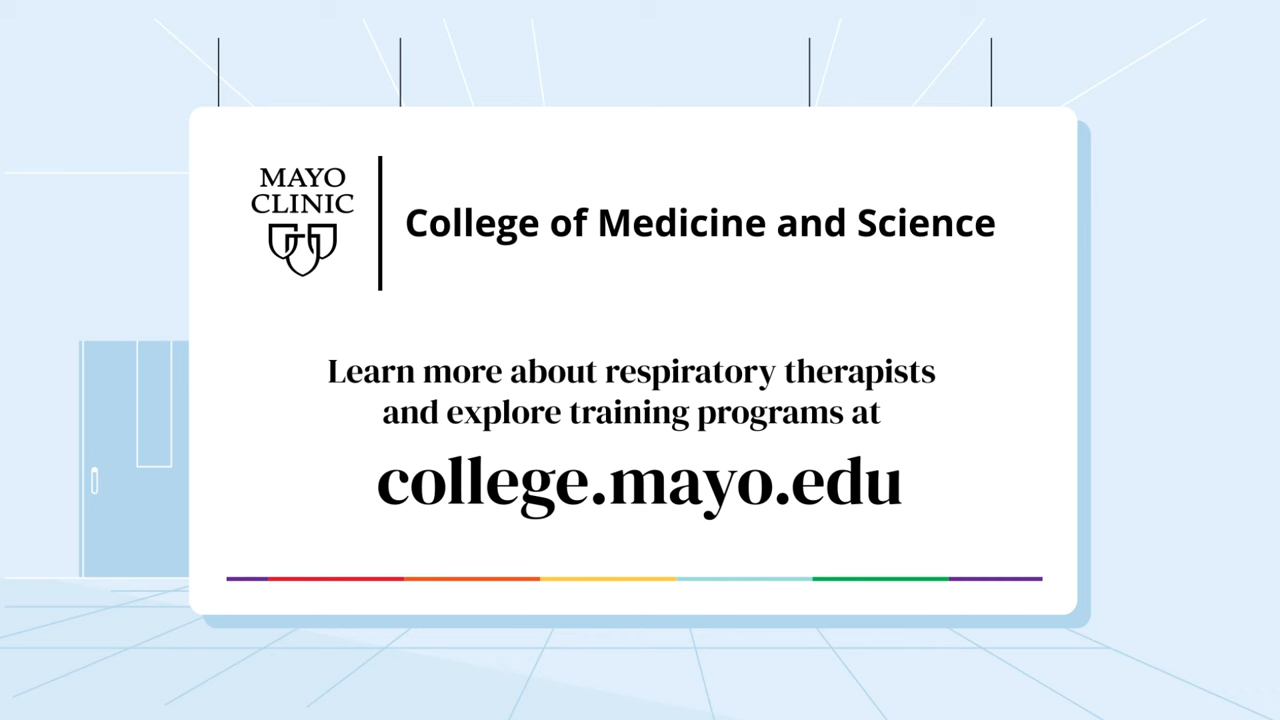 MAYO
CLINIC
College of Medicine and Science
Learn more about respiratory therapists
and explore training programs at
college.mayo.edu